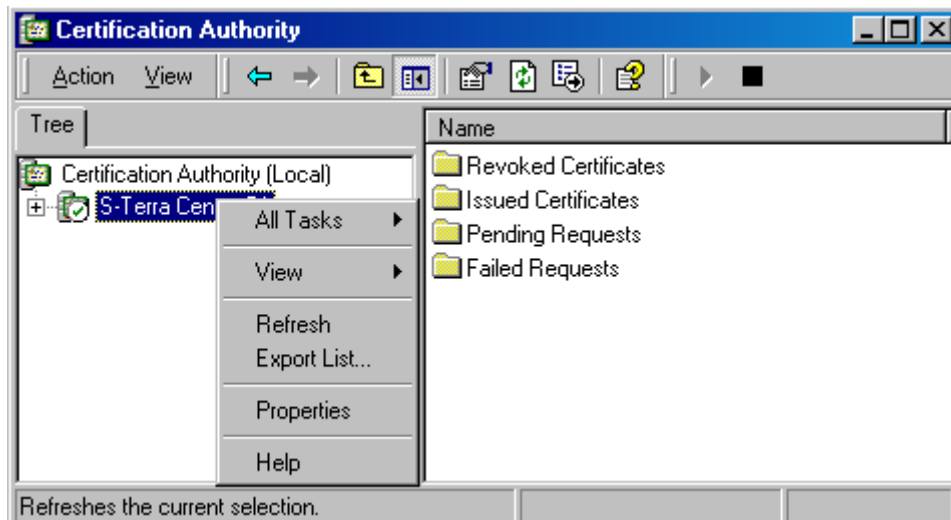 Certification Authority
Action View
Tree
Name
Certification Authority (Local)
S-Terra Cen
Revoked Certificates
Issued Certificates
Pending Requests
Failed Requests
All Tasks
View
Refresh
Export List...
Properties
Help
Refreshes the current selection.